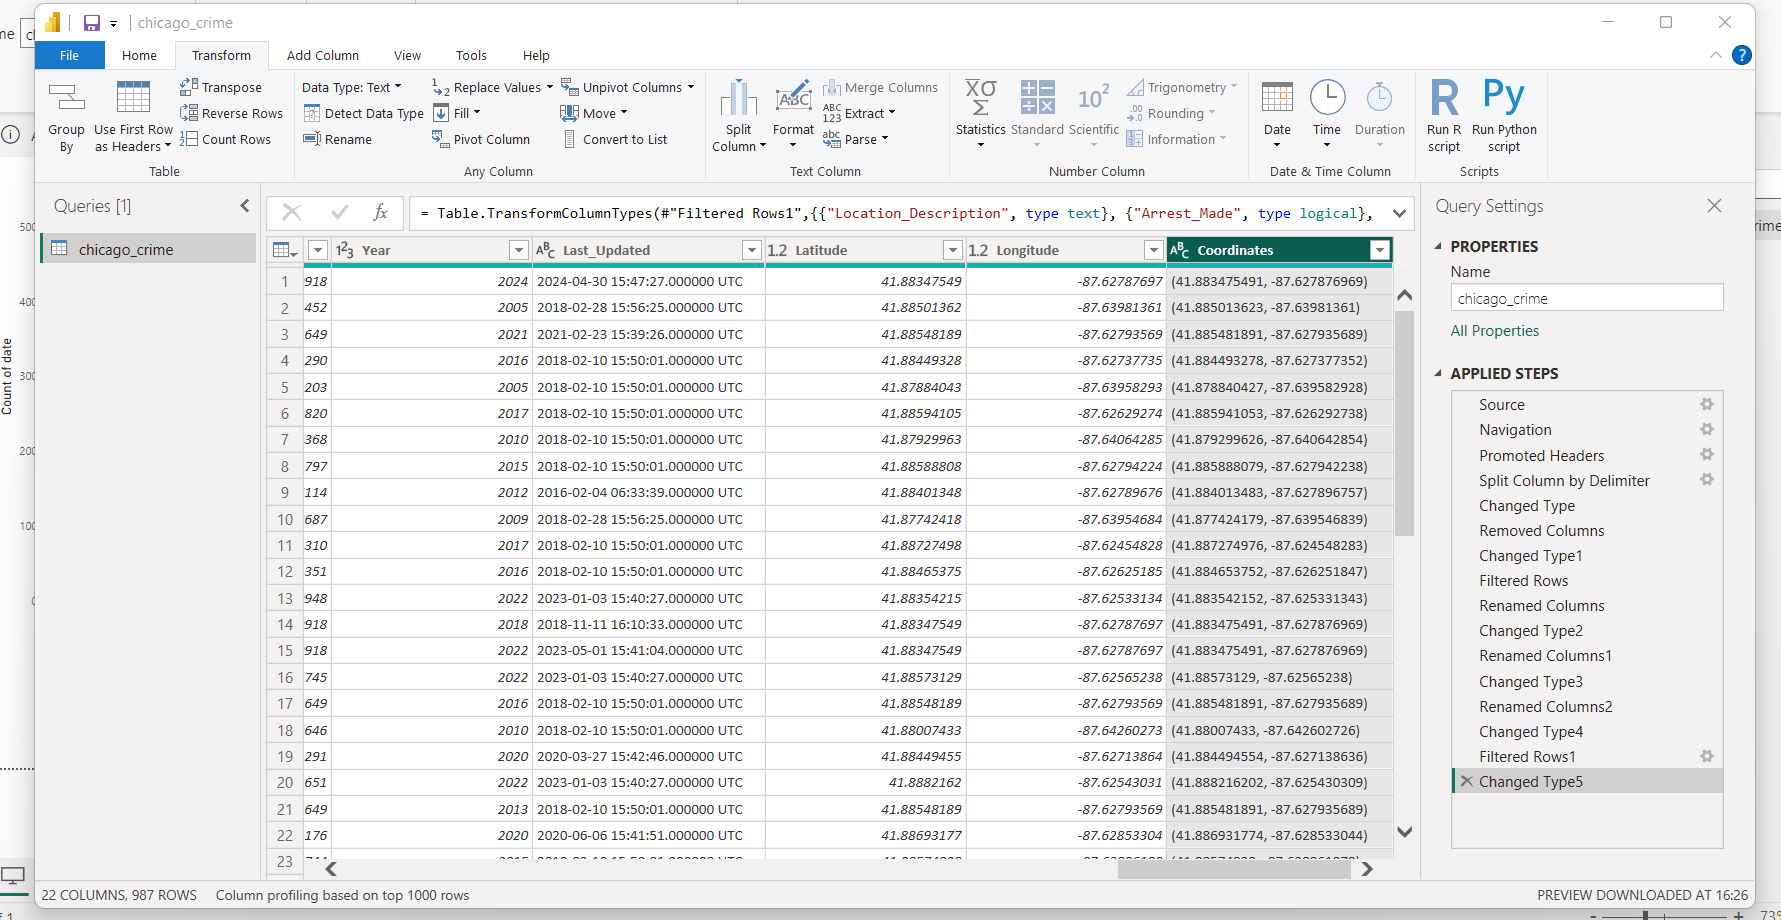 chicago_crime
File Home Transform Add Column View Tools Help
Group By
Use First Row as Headers
Transpose
Reverse Rows
Count Rows
Table
Data Type: Text
Detect Data Type
Rename
Replace Values
Fill
Pivot Column
Unpivot Columns
Move
Convert to List
Any Column
Split Column
Format
Merge Columns
Extract
Parse
Text Column
Statistics
Standard
Scientific
Trigonometry
Rounding
Information
Number Column
Date
Time
Duration
Date & Time Column
Run R script
Run Python script
Scripts
Queries [1]
chicago_crime
= Table.TransformColumnTypes(#"Filtered Rows1",{{"Location_Description", type text}, {"Arrest_Made", type logical},
Year Last_Updated Latitude Longitude Coordinates
1 918 2024 2024-04-30 15:47:27.000000 UTC 41.88347549 -87.62787697 (41.883475491, -87.627876969)
2 452 2005 2018-02-28 15:56:25.000000 UTC 41.88501362 -87.63981361 (41.885013623, -87.63981361)
3 649 2021 2021-02-23 15:39:26.000000 UTC 41.88548189 -87.62793569 (41.885481891, -87.627935689)
4 290 2016 2018-02-10 15:50:01.000000 UTC 41.88449328 -87.62737735 (41.884493278, -87.627377352)
5 203 2005 2018-02-10 15:50:01.000000 UTC 41.87884043 -87.63958293 (41.878840427, -87.639582928)
6 820 2017 2018-02-10 15:50:01.000000 UTC 41.88594105 -87.62629274 (41.885941053, -87.626292738)
7 368 2010 2018-02-10 15:50:01.000000 UTC 41.87929963 -87.64064285 (41.879299626, -87.640642854)
8 797 2015 2018-02-10 15:50:01.000000 UTC 41.88588808 -87.62794224 (41.885888079, -87.627942238)
9 114 2012 2016-02-04 06:33:39.000000 UTC 41.88401348 -87.62789676 (41.884013483, -87.627896757)
10 687 2009 2018-02-28 15:56:25.000000 UTC 41.87742418 -87.63954684 (41.877424179, -87.639546839)
11 310 2017 2018-02-10 15:50:01.000000 UTC 41.88727498 -87.62454828 (41.887274976, -87.624548283)
12 351 2016 2018-02-10 15:50:01.000000 UTC 41.88465375 -87.62625185 (41.884653752, -87.626251847)
13 948 2022 2023-01-03 15:40:27.000000 UTC 41.88354215 -87.62533134 (41.883542152, -87.625331343)
14 918 2018 2018-11-11 16:10:33.000000 UTC 41.88347549 -87.62787697 (41.883475491, -87.627876969)
15 918 2022 2023-05-01 15:41:04.000000 UTC 41.88347549 -87.62787697 (41.883475491, -87.627876969)
16 745 2022 2023-01-03 15:40:27.000000 UTC 41.88573129 -87.62565238 (41.88573129, -87.62565238)
17 649 2016 2018-02-10 15:50:01.000000 UTC 41.88548189 -87.62793569 (41.885481891, -87.627935689)
18 646 2010 2018-02-10 15:50:01.000000 UTC 41.88007433 -87.64260273 (41.88007433, -87.642602726)
19 291 2020 2020-03-27 15:42:46.000000 UTC 41.88449455 -87.62713864 (41.884494554, -87.627138636)
20 651 2022 2023-01-03 15:40:27.000000 UTC 41.8882162 -87.62543031 (41.888216202, -87.625430309)
21 649 2013 2018-02-10 15:50:01.000000 UTC 41.88548189 -87.62793569 (41.885481891, -87.627935689)
22 176 2020 2020-06-06 15:41:51.000000 UTC 41.88693177 -87.62853304 (41.886931774, -87.628533044)
23
Query Settings
PROPERTIES
Name
chicago_crime
All Properties
APPLIED STEPS
Source
Navigation
Promoted Headers
Split Column by Delimiter
Changed Type
Removed Columns
Changed Type1
Filtered Rows
Renamed Columns
Changed Type2
Renamed Columns1
Changed Type3
Renamed Columns2
Changed Type4
Filtered Rows1
Changed Type5
Count of date
22 COLUMNS, 987 ROWS Column profiling based on top 1000 rows
PREVIEW DOWNLOADED AT 16:26